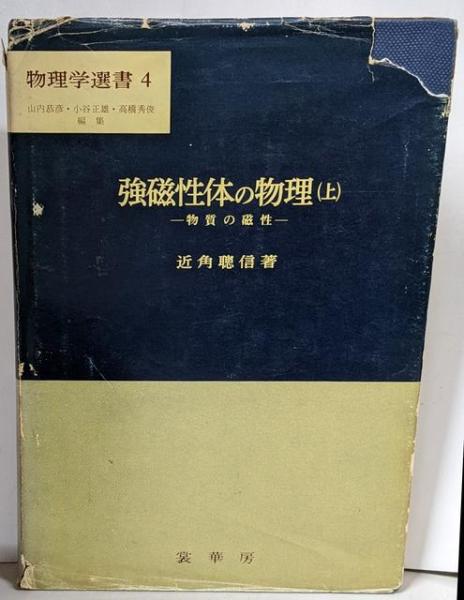 物理学選書 4
山内恭彦・小谷正雄・高橋秀俊
編集
強磁性体の物理(上)
—物質の磁性—
近角聰信著
裳華房